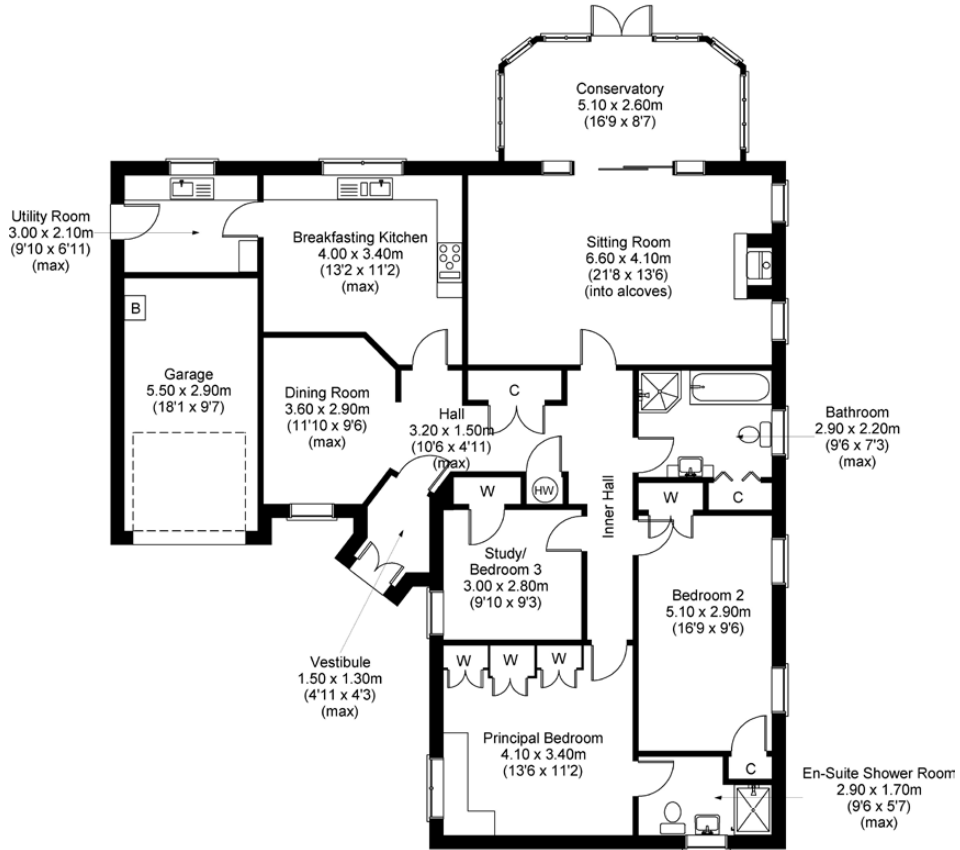 Conservatory
5.10 x 2.60m
(16'9 x 8'7)
Utility Room
3.00 x 2.10m
(9'10 x 6'11)
(max)
Breakfasting Kitchen
4.00 x 3.40m
(13'2 x 11'2)
(max)
Sitting Room
6.60 x 4.10m
(21'8 x 13'6)
(into alcoves)
B
Garage
5.50 x 2.90m
(18'1 x 9'7)
Dining Room
3.60 x 2.90m
(11'10 x 9'6)
(max)
Hall
3.20 x 1.50m
(10'6 x 4'11)
(max)
C
Bathroom
2.90 x 2.20m
(9'6 x 7'3)
(max)
W
HW
Inner Hall
W
C
Study/
Bedroom 3
3.00 x 2.80m
(9'10 x 9'3)
Bedroom 2
5.10 x 2.90m
(16'9 x 9'6)
Vestibule
1.50 x 1.30m
(4'11 x 4'3)
(max)
W
W
W
Principal Bedroom
4.10 x 3.40m
(13'6 x 11'2)
C
En-Suite Shower Room
2.90 x 1.70m
(9'6 x 5'7)
(max)